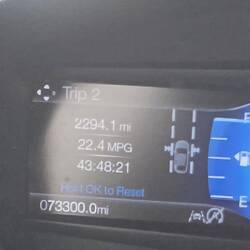 Trip 2
2294.1 mi
22.4 MPG
43:48:21
Hold OK to Reset
073300.0mi
E